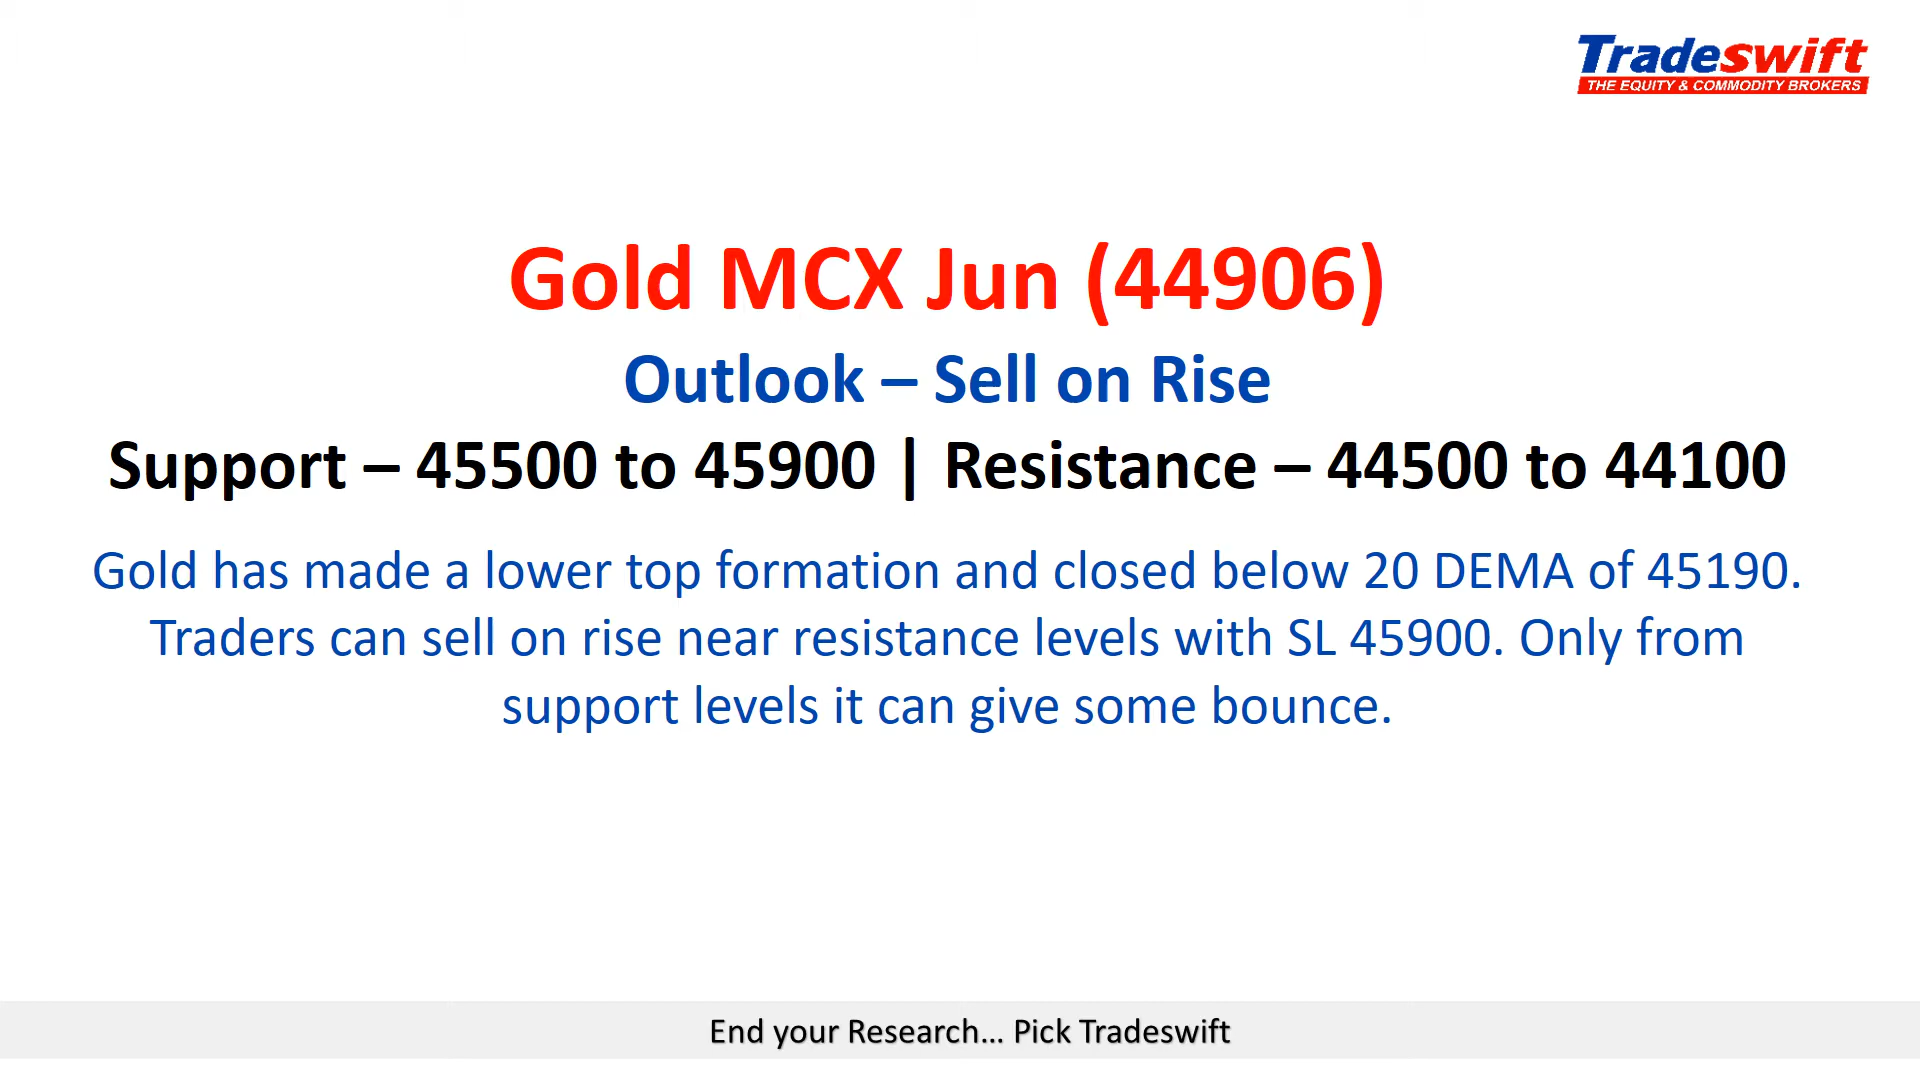 Tradeswift
THE EQUITY & COMMODITY BROKERS
Gold MCX Jun (44906)
Outlook – Sell on Rise
Support – 45500 to 45900 | Resistance – 44500 to 44100
Gold has made a lower top formation and closed below 20 DEMA of 45190.
Traders can sell on rise near resistance levels with SL 45900. Only from
support levels it can give some bounce.
End your Research... Pick Tradeswift